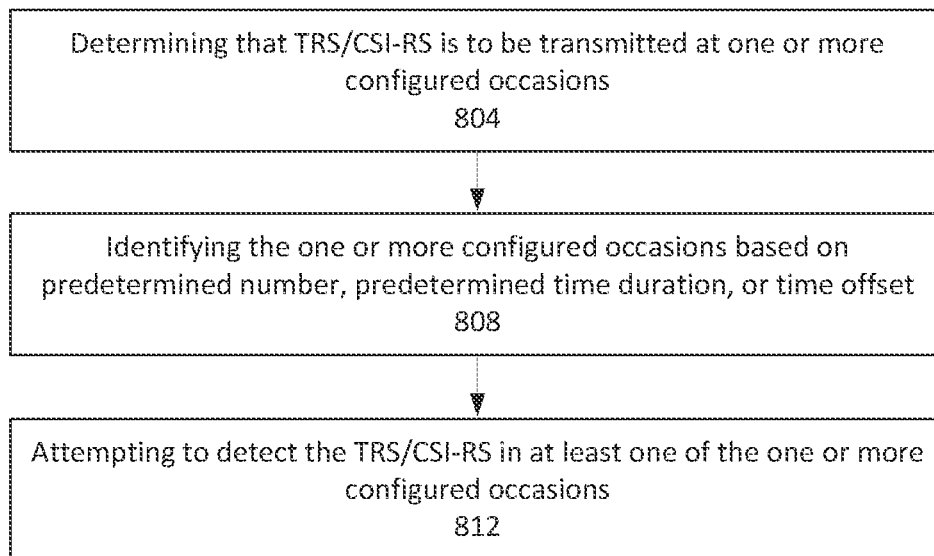 Determining that TRS/CSI-RS is to be transmitted at one or more
configured occasions
804
Identifying the one or more configured occasions based on
predetermined number, predetermined time duration, or time offset
808
Attempting to detect the TRS/CSI-RS in at least one of the one or more
configured occasions
812